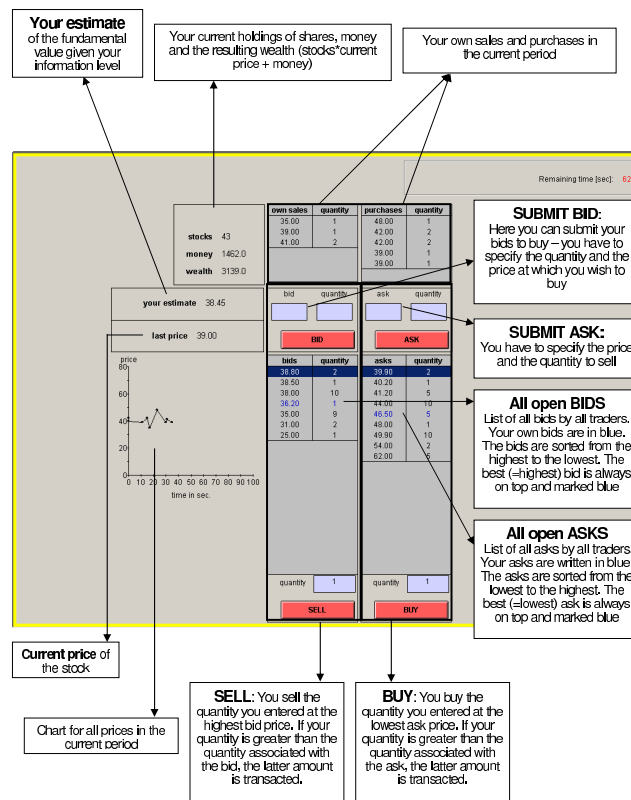 Your estimate
of the fundamental
value given your
information level
Your current holdings of shares, money
and the resulting wealth (stocks*current
price + money)
Your own sales and purchases in
the current period
Remaining time [sec]: 62
own sales quantity purchases quantity
35.00 1 48.00 1
39.00 1 42.00 2
41.00 2 42.00 2
39.00 1
39.00 1
stocks 43
money 1462.0
wealth 3139.0
SUBMIT BID:
Here you can submit your
bids to buy – you have to
specify the quantity and the
price at which you wish to
buy
your estimate 38.45
bid quantity ask quantity
last price 39.00
BID ASK
SUBMIT ASK:
You have to specify the price
and the quantity to sell
price
80
60
40
20
0
0 10 20 30 40 50 60 70 80 90 100
time in sec.
bids quantity asks quantity
38.80 2 39.90 2
38.50 1 40.20 1
38.00 10 41.20 5
36.20 1 44.00 10
35.00 9 46.50 5
31.00 2 48.00 1
25.00 1 49.90 10
54.00 2
62.00 5
All open BIDS
List of all bids by all traders.
Your own bids are in blue.
The bids are sorted from the
highest to the lowest. The
best (=highest) bid is always
on top and marked blue
All open ASKS
List of all asks by all traders
Your asks are written in blue
The asks are sorted from the
lowest to the highest. The
best (=lowest) ask is always
on top and marked blue
quantity 1 quantity 1
SELL BUY
Current price of
the stock
Chart for all prices in the
current period
SELL: You sell the
quantity you entered at the
highest bid price. If your
quantity is greater than the
quantity associated with
the bid, the latter amount
is transacted.
BUY: You buy the
quantity you entered at the
lowest ask price. If your
quantity is greater than the
quantity associated with
the ask, the latter amount
is transacted.